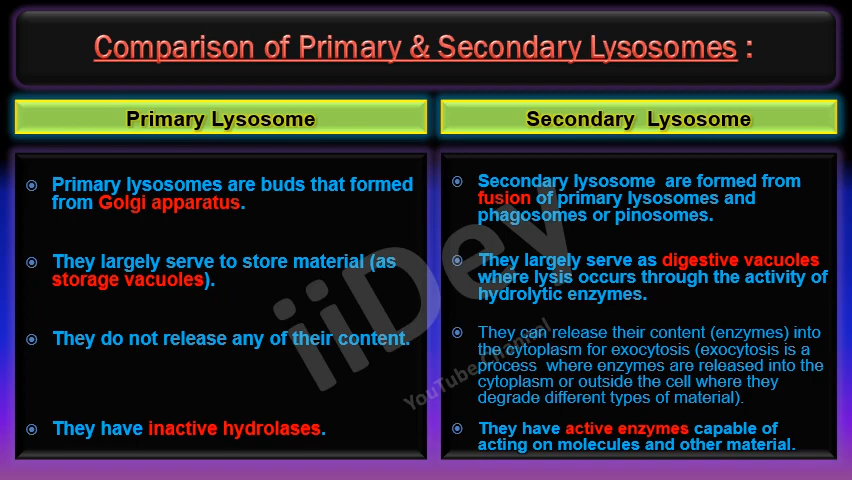 Comparison of Primary & Secondary Lysosomes :
Primary Lysosome
Primary lysosomes are buds that formed
from Golgi apparatus.
They largely serve to store material (as
storage vacuoles).
They do not release any of their content.
They have inactive hydrolases.
Secondary Lysosome
Secondary lysosome are formed from
fusion of primary lysosomes and
phagosomes or pinosomes.
They largely serve as digestive vacuoles
where lysis occurs through the activity of
hydrolytic enzymes.
They can release their content (enzymes) into
the cytoplasm for exocytosis (exocytosis is a
process where enzymes are released into the
cytoplasm or outside the cell where they
degrade different types of material).
They have active enzymes capable of
acting on molecules and other material.
iiDey
YouTube Channel